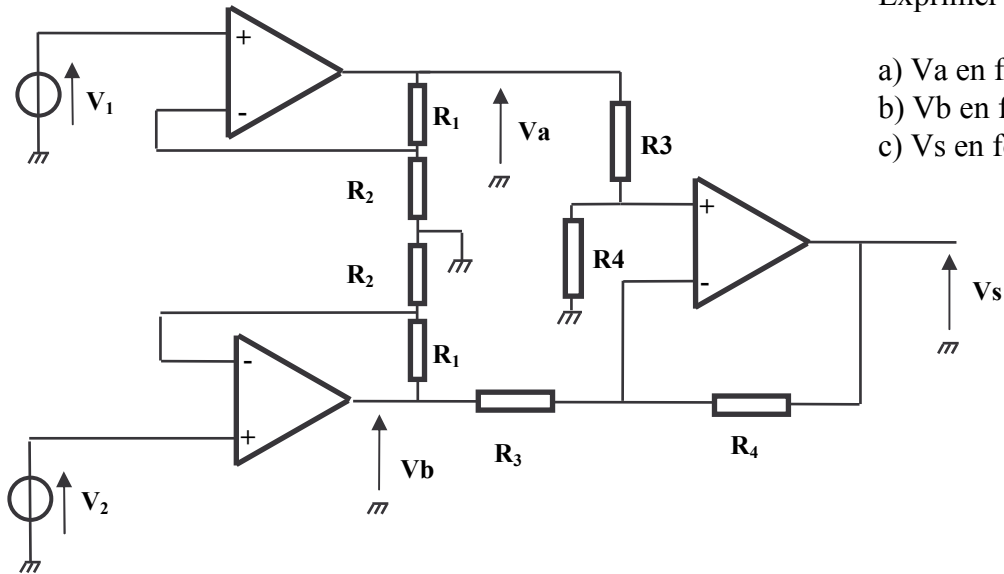 Exprimer
a) Va en f
b) Vb en f
c) Vs en fo
+
V1
-
R1
Va
R3
R2
+
R4
R2
-
Vs
R1
-
+
R3
R4
Vb
V2